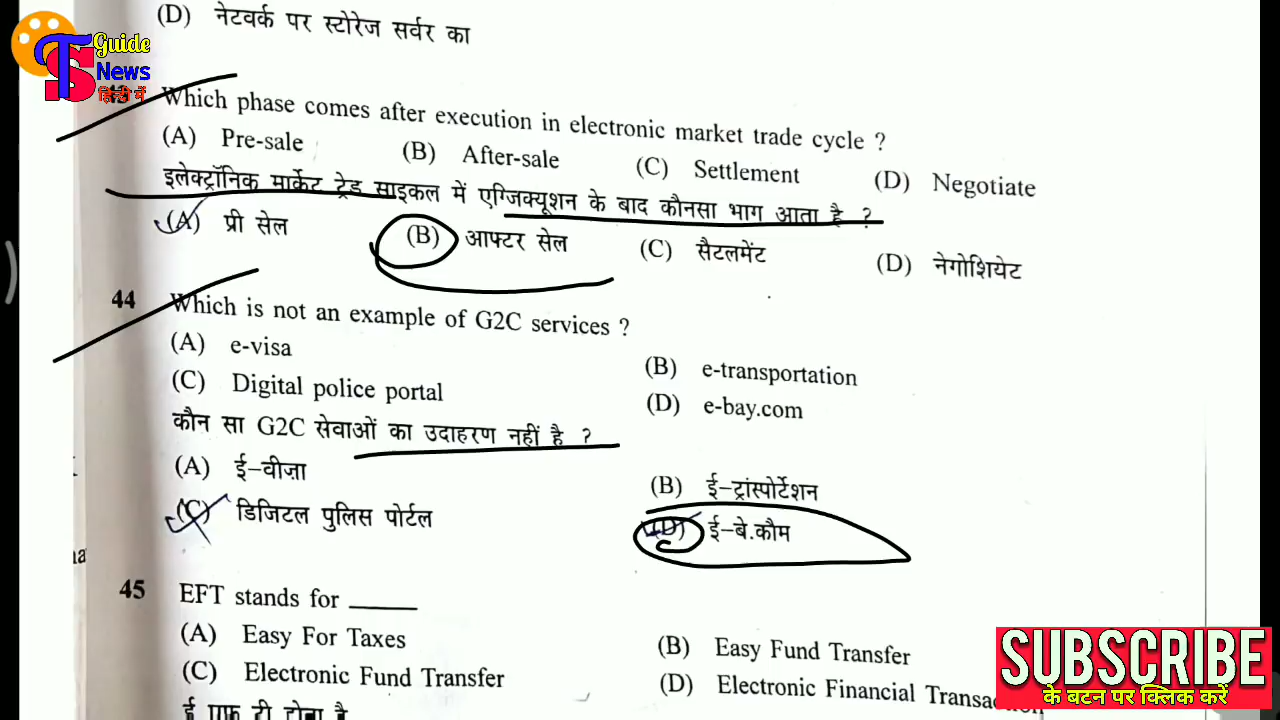 (D) नेटवर्क पर स्टोरेज सर्वर का
Guide
TS News
हिन्दी में
Which phase comes after execution in electronic market trade cycle ?
(A) Pre-sale (B) After-sale (C) Settlement (D) Negotiate
इलेक्ट्रॉनिक मार्केट ट्रेड साइकल में एग्जिक्यूशन के बाद कौनसा भाग आता है ?
(A) प्री सेल (B) आफ्टर सेल (C) सैटलमेंट (D) नेगोशियेट
44 Which is not an example of G2C services ?
(A) e-visa (B) e-transportation
(C) Digital police portal (D) e-bay.com
कौन सा G2C सेवाओं का उदाहरण नहीं है ?
(A) ई-वीज़ा (B) ई-ट्रांस्पोर्टेशन
(C) डिजिटल पुलिस पोर्टल (D) ई-बे.कौम
45 EFT stands for ______
(A) Easy For Taxes (B) Easy Fund Transfer
(C) Electronic Fund Transfer (D) Electronic Financial
SUBSCRIBE
के बटन पर क्लिक करें